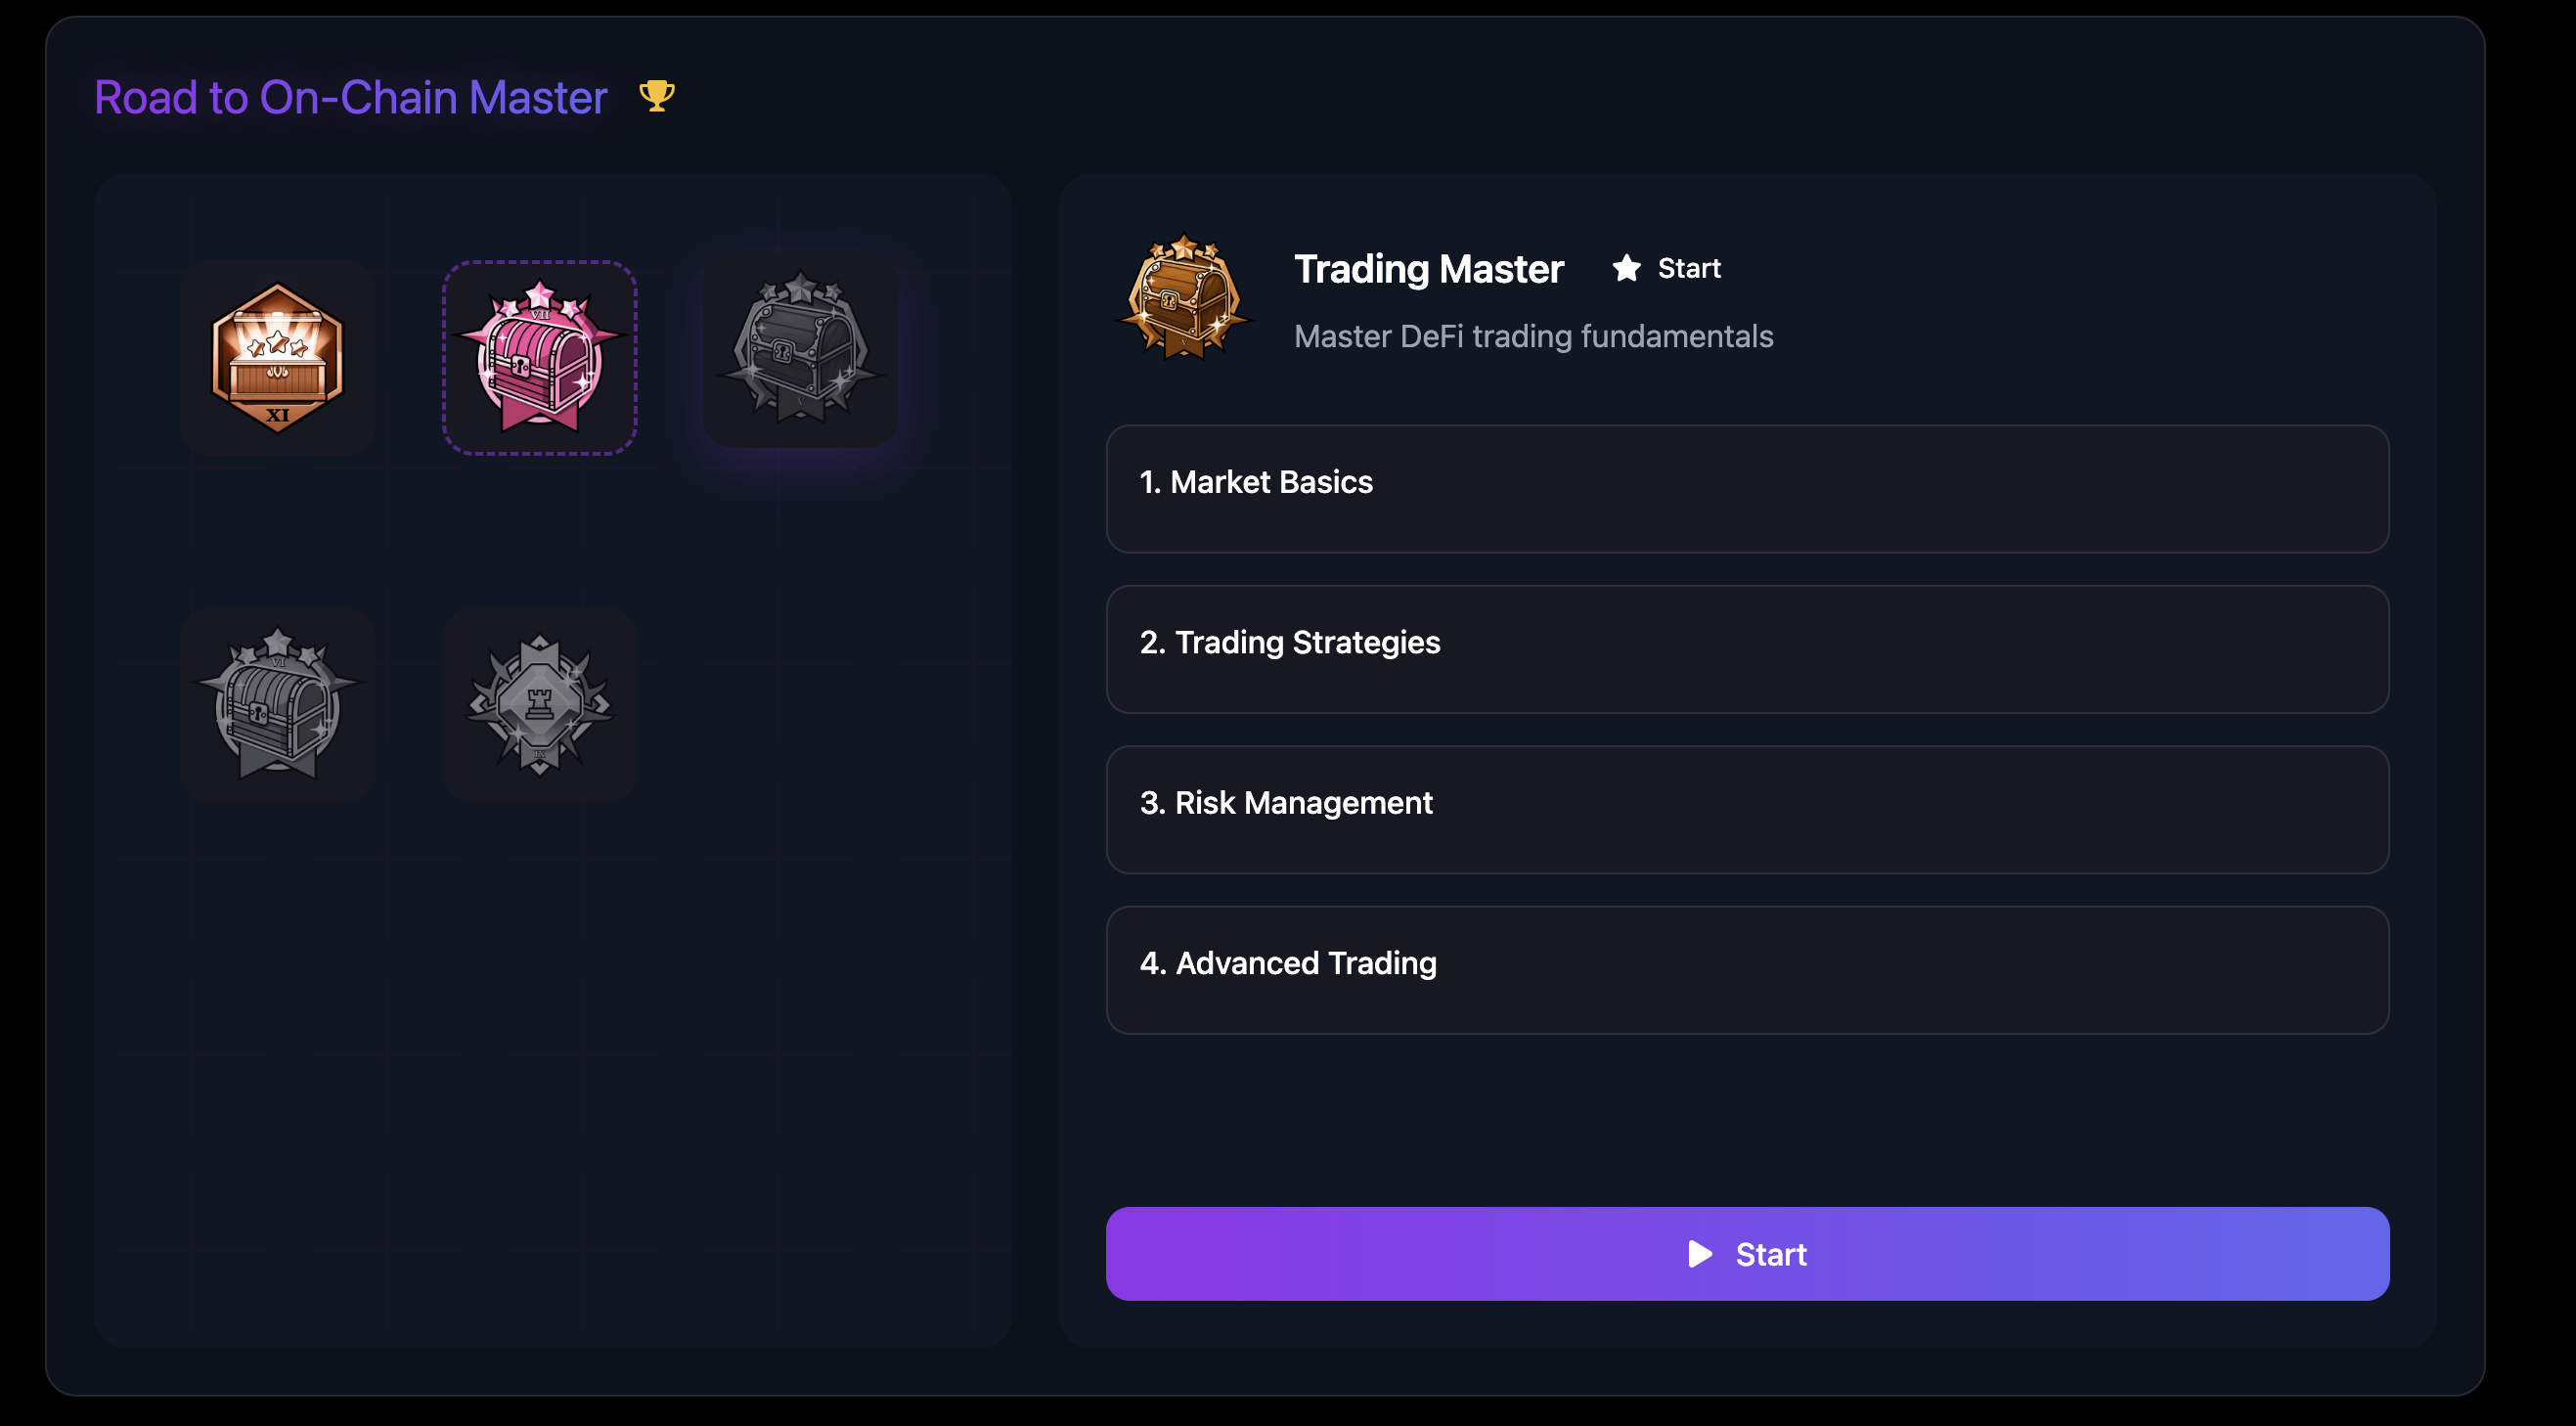 Road to On-Chain Master
XI
VII
V
VI
IX
Trading Master
Start
Master DeFi trading fundamentals
V
1. Market Basics
2. Trading Strategies
3. Risk Management
4. Advanced Trading
Start